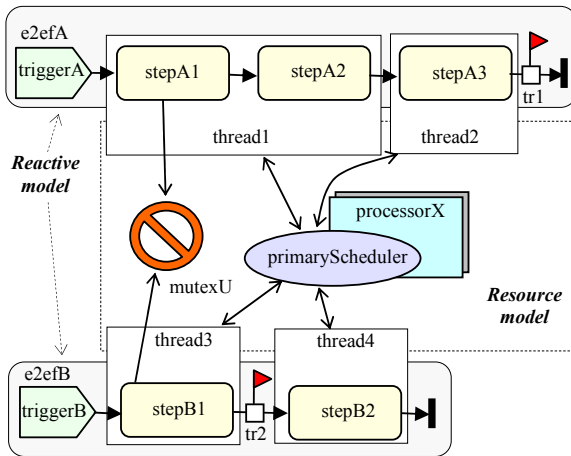 e2efA
triggerA
stepA1
stepA2
stepA3
tr1
thread1
thread2
Reactive
model
processorX
primaryScheduler
mutexU
Resource
model
thread3
thread4
e2efB
triggerB
stepB1
tr2
stepB2